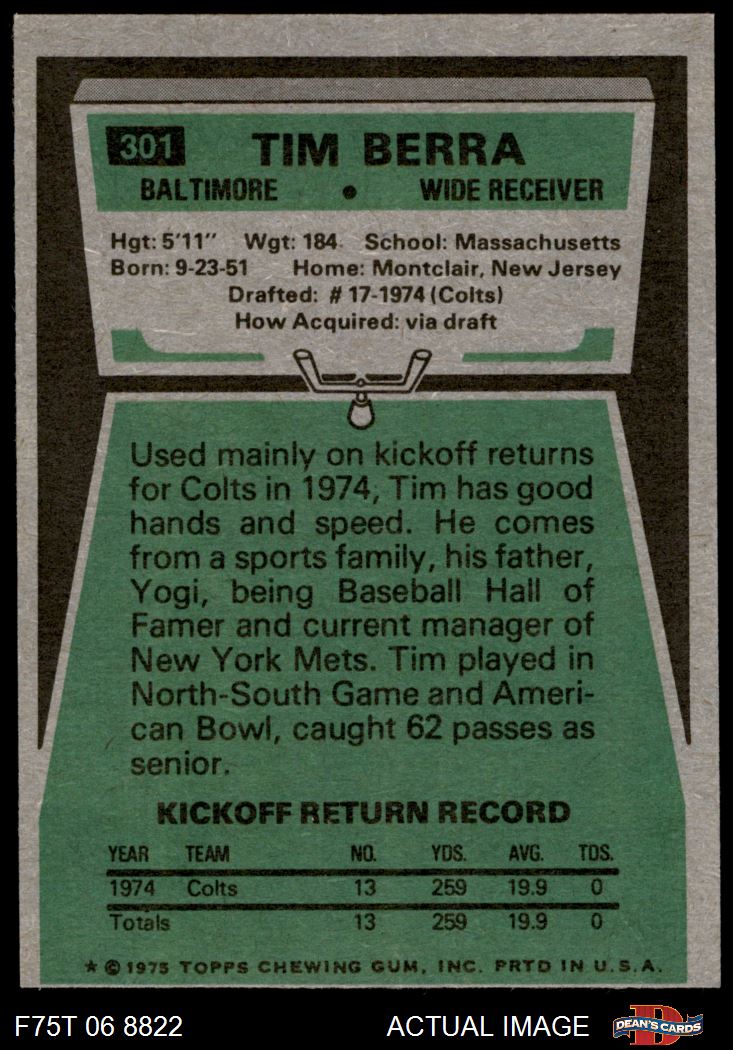 301 TIM BERRA
BALTIMORE • WIDE RECEIVER
Hgt: 5'11" Wgt: 184 School: Massachusetts
Born: 9-23-51 Home: Montclair, New Jersey
Drafted: # 17-1974 (Colts)
How Acquired: via draft
Used mainly on kickoff returns
for Colts in 1974, Tim has good
hands and speed. He comes
from a sports family, his father,
Yogi, being Baseball Hall of
Famer and current manager of
New York Mets. Tim played in
North-South Game and Ameri-
can Bowl, caught 62 passes as
senior.
KICKOFF RETURN RECORD
YEAR TEAM NO. YDS. AVG. TDS.
1974 Colts 13 259 19.9 0
Totals 13 259 19.9 0
* © 1975 TOPPS CHEWING GUM, INC. PRTD IN U.S.A.
F75T 06 8822 ACTUAL IMAGE D DEAN'S CARDS